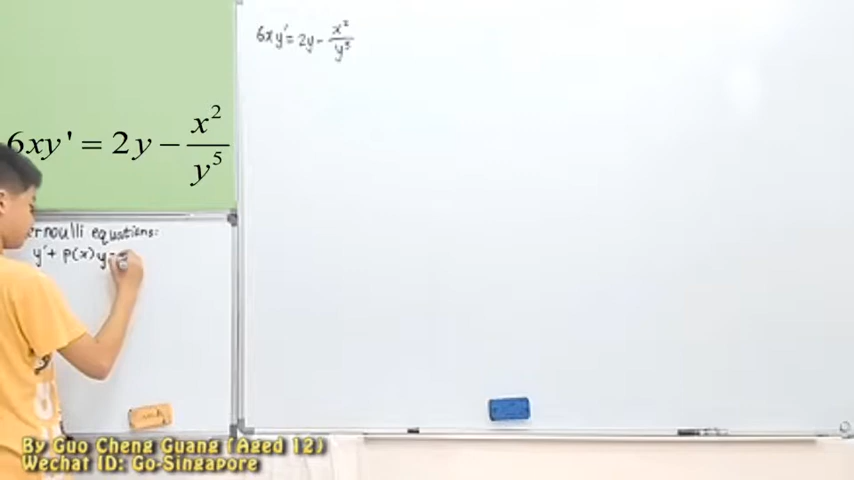 6xy' = 2y - x²/y⁵
6xy' = 2y - x²/y⁵
ernoulli equations:
y' + p(x)y =
By Guo Cheng Guang (Aged 12)
Wechat ID: Go-Singapore